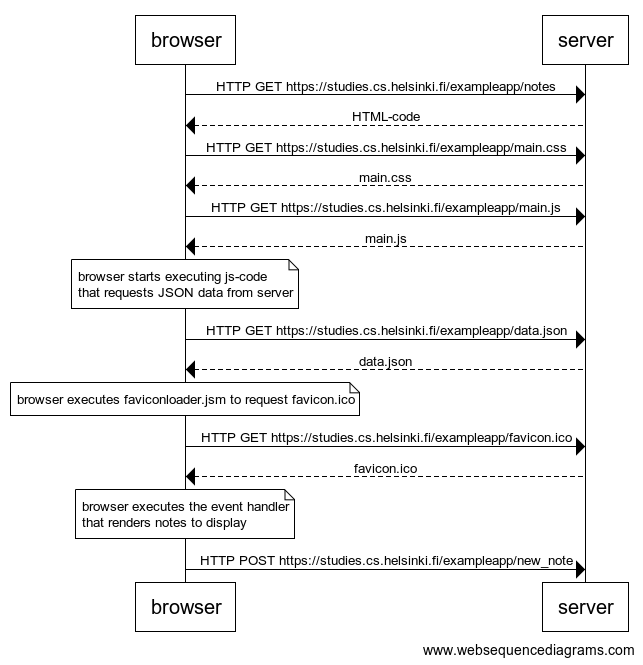 browser
server
HTTP GET https://studies.cs.helsinki.fi/exampleapp/notes
HTML-code
HTTP GET https://studies.cs.helsinki.fi/exampleapp/main.css
main.css
HTTP GET https://studies.cs.helsinki.fi/exampleapp/main.js
main.js
browser starts executing js-code
that requests JSON data from server
HTTP GET https://studies.cs.helsinki.fi/exampleapp/data.json
data.json
browser executes faviconloader.jsm to request favicon.ico
HTTP GET https://studies.cs.helsinki.fi/exampleapp/favicon.ico
favicon.ico
browser executes the event handler
that renders notes to display
HTTP POST https://studies.cs.helsinki.fi/exampleapp/new_note
browser
server
www.websequencediagrams.com